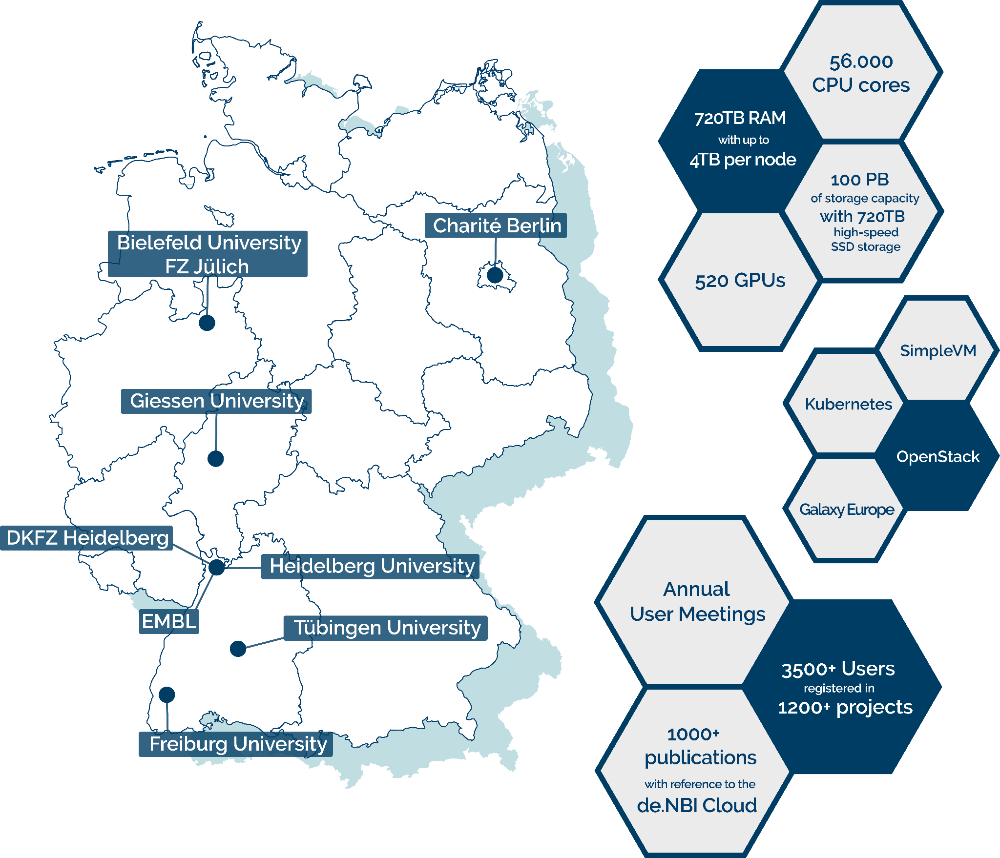 Bielefeld University
FZ Jülich
Charité Berlin
Giessen University
DKFZ Heidelberg
Heidelberg University
EMBL
Tübingen University
Freiburg University
56.000
CPU cores
720TB RAM
with up to
4TB per node
100 PB
of storage capacity
with 720TB
high-speed
SSD storage
520 GPUs
SimpleVM
Kubernetes
OpenStack
Galaxy Europe
Annual
User Meetings
3500+ Users
registered in
1200+ projects
1000+
publications
with reference to the
de.NBI Cloud